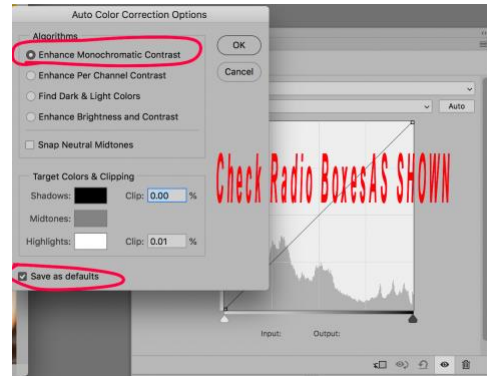 Auto Color Correction Options
Algorithms
Enhance Monochromatic Contrast
OK
Enhance Per Channel Contrast
Cancel
Find Dark & Light Colors
Enhance Brightness and Contrast
Auto
Snap Neutral Midtones
Target Colors & Clipping
Check Radio BoxesAS SHOWN
Shadows: Clip: 0.00 %
Midtones:
Highlights: Clip: 0.01 %
Save as defaults
Input: Output: